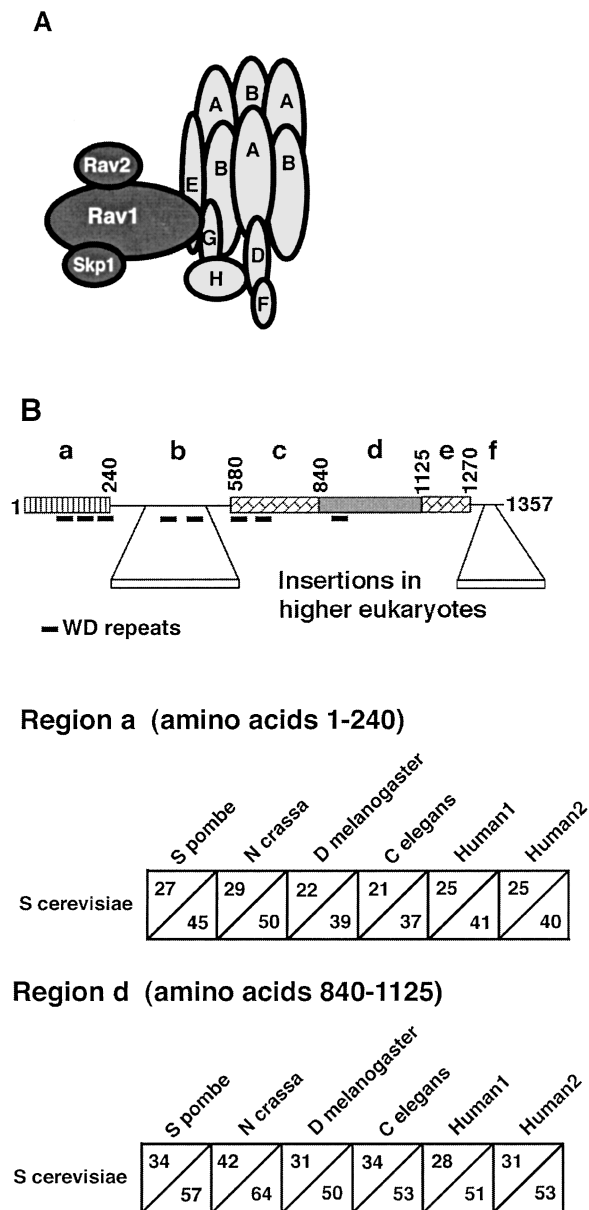 A
B
A B A
Rav2
A
E B B
Rav1
G
Skp1
D
H
F
B
a 240 b 580 c 840 d 1125 e 1270 f
1 1357
Insertions in
higher eukaryotes
WD repeats
Region a (amino acids 1-240)
S pombe N crassa D melanogaster C elegans Human1 Human2
27 29 22 21 25 25
S cerevisiae
45 50 39 37 41 40
Region d (amino acids 840-1125)
S pombe N crassa D melanogaster C elegans Human1 Human2
34 42 31 34 28 31
S cerevisiae
57 64 50 53 51 53